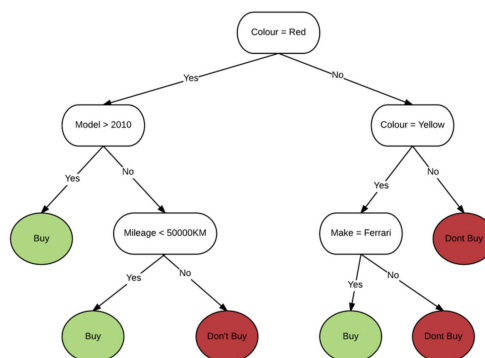 Colour = Red
Yes
No
Model > 2010
Colour = Yellow
Yes
No
Yes
No
Buy
Mileage < 50000KM
Make = Ferrari
Dont Buy
Yes
No
Yes
No
Buy
Don't Buy
Buy
Dont Buy